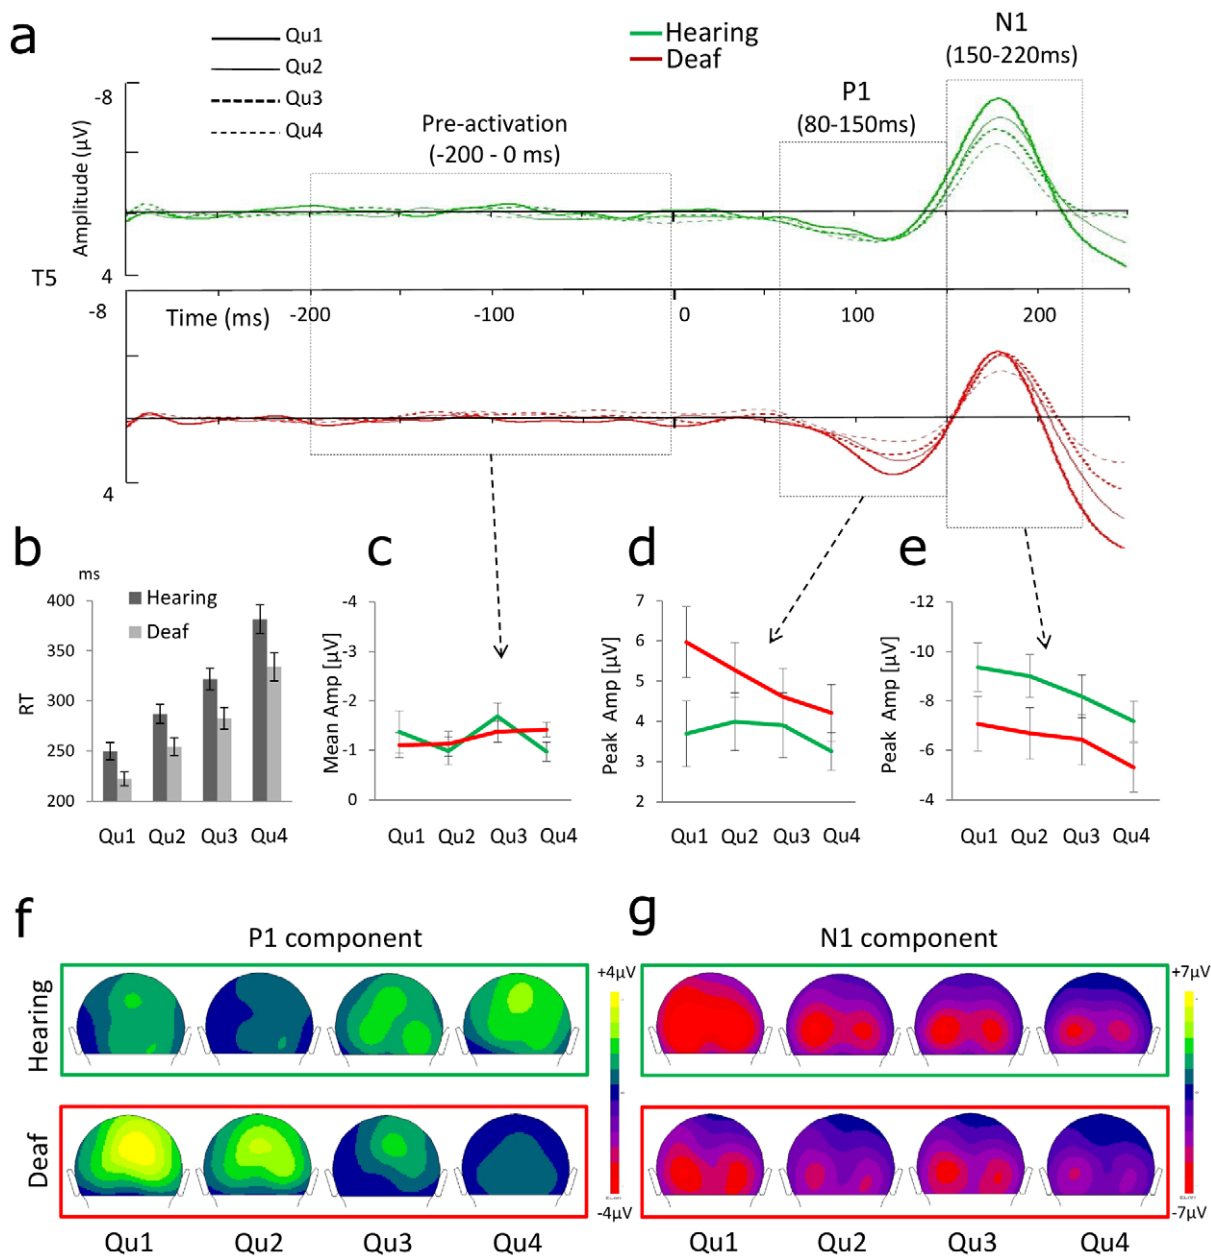 a
Qu1
Qu2
Qu3
Qu4
Hearing
Deaf
N1
(150-220ms)
P1
(80-150ms)
Pre-activation
(-200 - 0 ms)
-8
Amplitude (µV)
4
T5
-8
Time (ms)
-200
-100
0
100
200
4
b
ms
Hearing
Deaf
400
350
300
250
200
RT
Qu1 Qu2 Qu3 Qu4
c
-4
-3
-2
-1
0
Mean Amp [µV]
Qu1 Qu2 Qu3 Qu4
d
7
6
5
4
3
2
Peak Amp [µV]
Qu1 Qu2 Qu3 Qu4
e
-12
-10
-8
-6
-4
Peak Amp [µV]
Qu1 Qu2 Qu3 Qu4
f
P1 component
Hearing
Deaf
+4µV
-4µV
Qu1 Qu2 Qu3 Qu4
g
N1 component
+7µV
-7µV
Qu1 Qu2 Qu3 Qu4